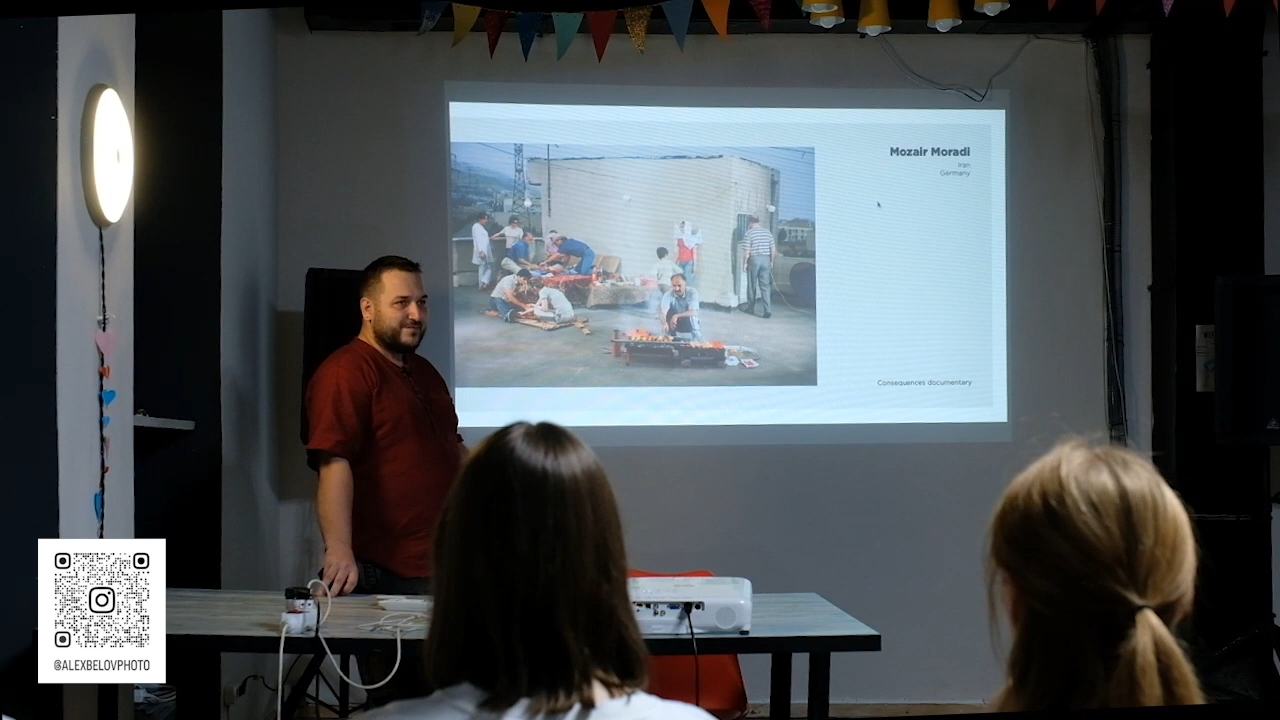 Mozair Moradi
Iran
Germany
Consequences documentary
@ALEXBELOVPHOTO